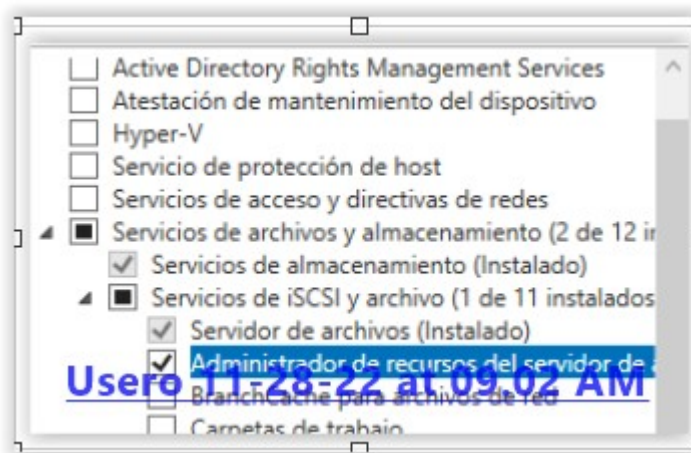 Active Directory Rights Management Services
Atestación de mantenimiento del dispositivo
Hyper-V
Servicio de protección de host
Servicios de acceso y directivas de redes
Servicios de archivos y almacenamiento (2 de 12 in
Servicios de almacenamiento (Instalado)
Servicios de iSCSI y archivo (1 de 11 instalados
Servidor de archivos (Instalado)
Administrador de recursos del servidor de a
Usero 11-28-22 at 09.02 AM
BranchCache para archivos de red
Carpetas de trabajo